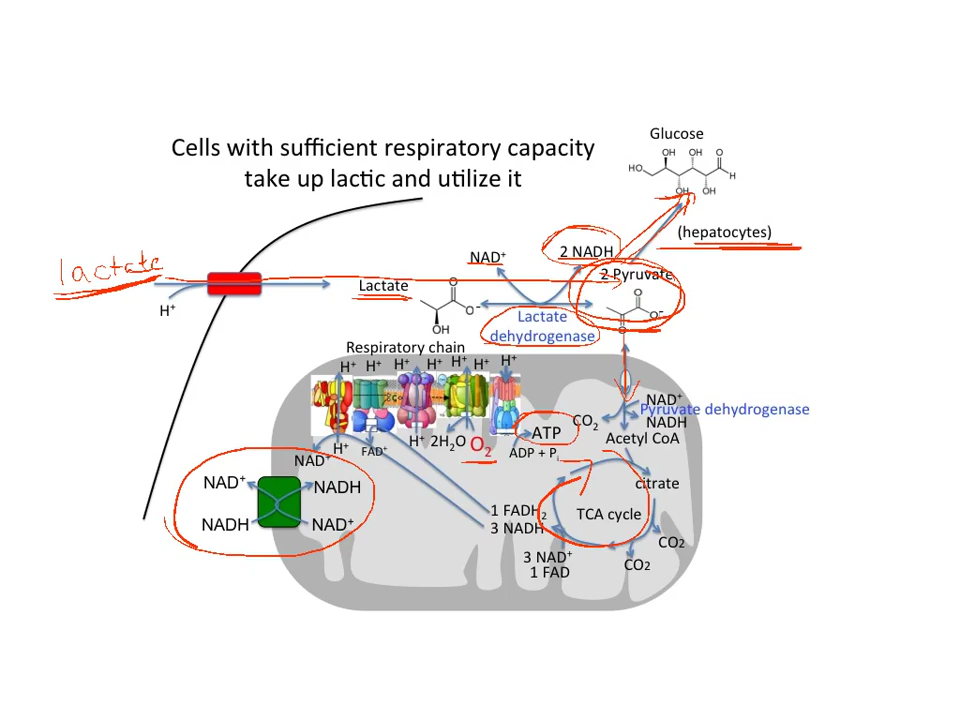 Cells with sufficient respiratory capacity
take up lactic and utilize it
Glucose
OH OH O
HO
H
OH OH
(hepatocytes)
NAD⁺
2 NADH
2 Pyruvate
lactate
H⁺
Lactate
O
O⁻
OH
O
O⁻
O
Lactate
dehydrogenase
Respiratory chain
H⁺ H⁺ H⁺ H⁺ H⁺ H⁺ H⁺
NAD⁺
NADH
Pyruvate dehydrogenase
CO₂
Acetyl CoA
ATP
ADP + Pᵢ
H⁺
FAD⁺
H⁺
2H₂O
O₂
NAD⁺
NAD⁺
NADH
NADH
NAD⁺
citrate
1 FADH₂
3 NADH
TCA cycle
3 NAD⁺
1 FAD
CO2
CO2